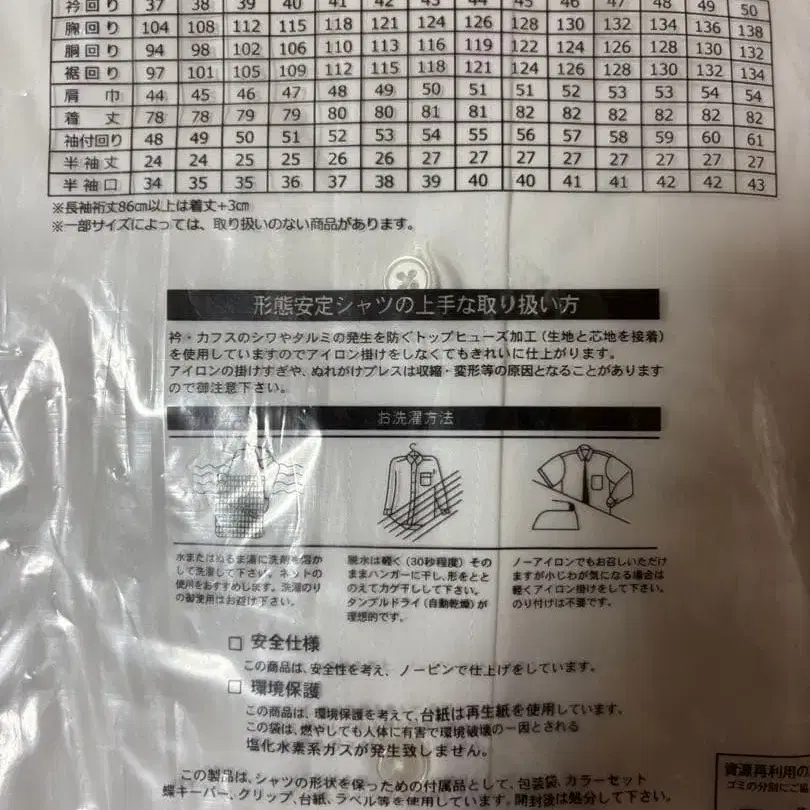 衿回り 37 38 39 40 41 42 43 44 45 46 47 48 49 50
胸回り 104 108 112 115 118 121 124 126 128 130 132 134 136 138
胴回り 94 98 102 106 110 113 116 119 122 124 126 128 130 132
裾回り 97 101 105 109 112 115 118 121 124 126 128 130 132 134
肩巾 44 45 46 47 48 49 50 51 51 52 53 53 54 54
着丈 78 78 79 79 80 80 81 81 82 82 82 82 82 82
袖付回り 48 49 50 51 52 53 54 55 56 57 58 59 60 61
半袖丈 24 24 25 25 26 26 27 27 27 27 27 27 27 27
半袖口 34 35 35 36 37 38 39 40 40 41 41 42 42 43
※長袖裄丈86㎝以上は着丈+3㎝
※一部サイズによっては、取り扱いのない商品があります。
形態安定シャツの上手な取り扱い方
衿・カフスのシワやタルミの発生を防ぐトップヒューズ加工(生地と芯地を接着)
を使用していますのでアイロン掛けをしなくてもきれいに仕上がります。
アイロンの掛けすぎや、ぬれがけプレスは収縮・変形等の原因となることがあります
ので御注意下さい。
お洗濯方法
水またはぬるま湯に洗剤を溶か
して洗濯して下さい。ネットの
使用をおすすめします。洗濯のり
の御使用はお避け下さい。
脱水は軽く(30秒程度)その
ままハンガーに干し、形をとと
のえてカゲ干しして下さい。
タンブルドライ(自動乾燥)が
理想的です。
ノーアイロンでもお召しいただけ
ますが小じわが気になる場合は
軽くアイロン掛けをして下さい。
のり付けは不要です。
□ 安全仕様
この商品は、安全性を考え、ノーピンで仕上げをしています。
□ 環境保護
この商品は、環境保護を考えて、台紙は再生紙を使用しています。
この袋は、燃やしても人体に有害で環境破壊の一因とされる
塩化水素系ガスが発生致しません。
この製品は、シャツの形状を保っための付属品として、包装袋、カラーセット
蝶キーパー、クリップ、台紙、ラベル等を使用しています。開封後は処分して下さい。
資源再利用の
ゴミの分別にご